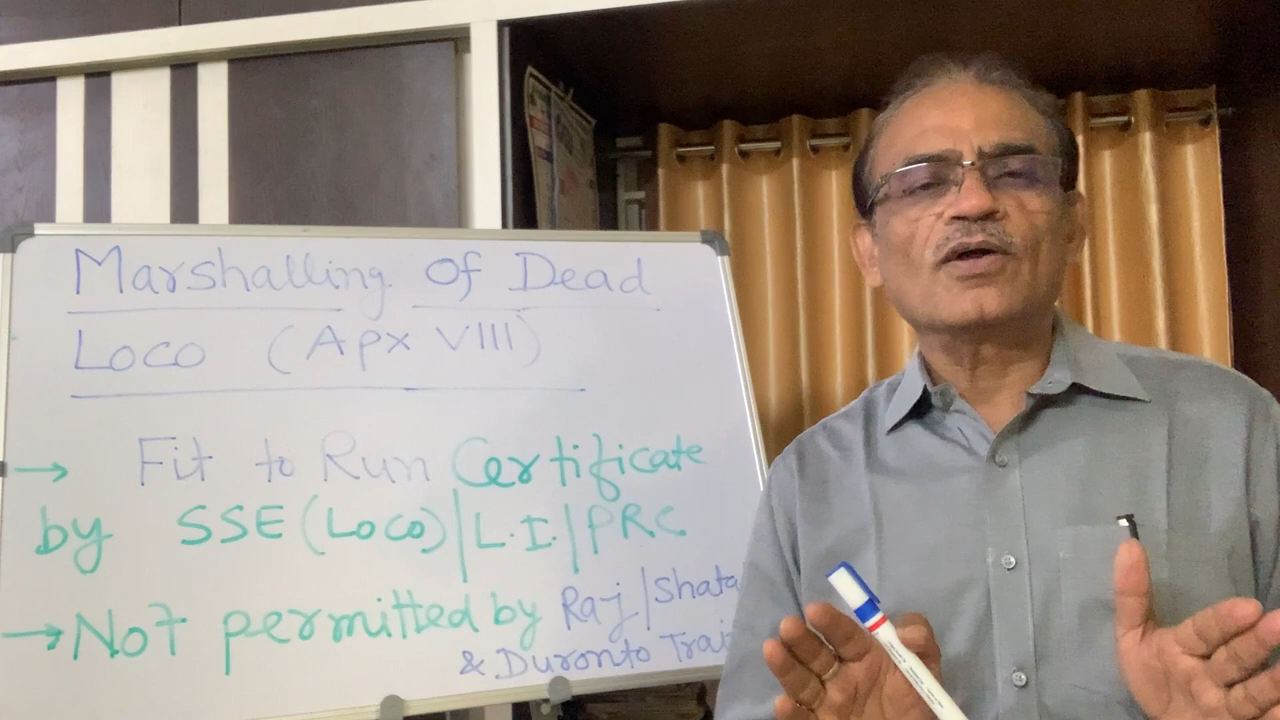 Marshalling of Dead
Loco (Apx VIII)
→ Fit to Run Certificate
by SSE (Loco) | L.I. | PRC
→ Not permitted by Raj | Shata
& Duronto Trai